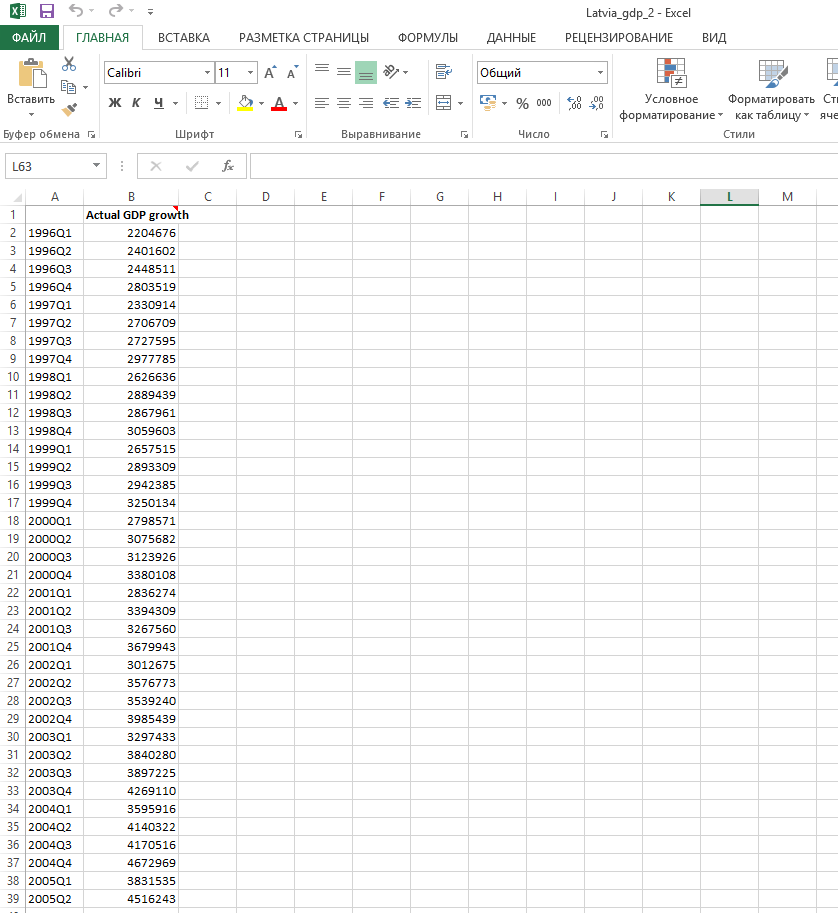 Latvia_gdp_2 - Excel
ФАЙЛ ГЛАВНАЯ ВСТАВКА РАЗМЕТКА СТРАНИЦЫ ФОРМУЛЫ ДАННЫЕ РЕЦЕНЗИРОВАНИЕ ВИД
Calibri 11 Общий
Вставить Условное форматирование Форматировать как таблицу Ст яче
Ж К Ч % 000
Буфер обмена Шрифт Выравнивание Число Стили
L63 fx
A B C D E F G H I J K L M
1 Actual GDP growth
2 1996Q1 2204676
3 1996Q2 2401602
4 1996Q3 2448511
5 1996Q4 2803519
6 1997Q1 2330914
7 1997Q2 2706709
8 1997Q3 2727595
9 1997Q4 2977785
10 1998Q1 2626636
11 1998Q2 2889439
12 1998Q3 2867961
13 1998Q4 3059603
14 1999Q1 2657515
15 1999Q2 2893309
16 1999Q3 2942385
17 1999Q4 3250134
18 2000Q1 2798571
19 2000Q2 3075682
20 2000Q3 3123926
21 2000Q4 3380108
22 2001Q1 2836274
23 2001Q2 3394309
24 2001Q3 3267560
25 2001Q4 3679943
26 2002Q1 3012675
27 2002Q2 3576773
28 2002Q3 3539240
29 2002Q4 3985439
30 2003Q1 3297433
31 2003Q2 3840280
32 2003Q3 3897225
33 2003Q4 4269110
34 2004Q1 3595916
35 2004Q2 4140322
36 2004Q3 4170516
37 2004Q4 4672969
38 2005Q1 3831535
39 2005Q2 4516243